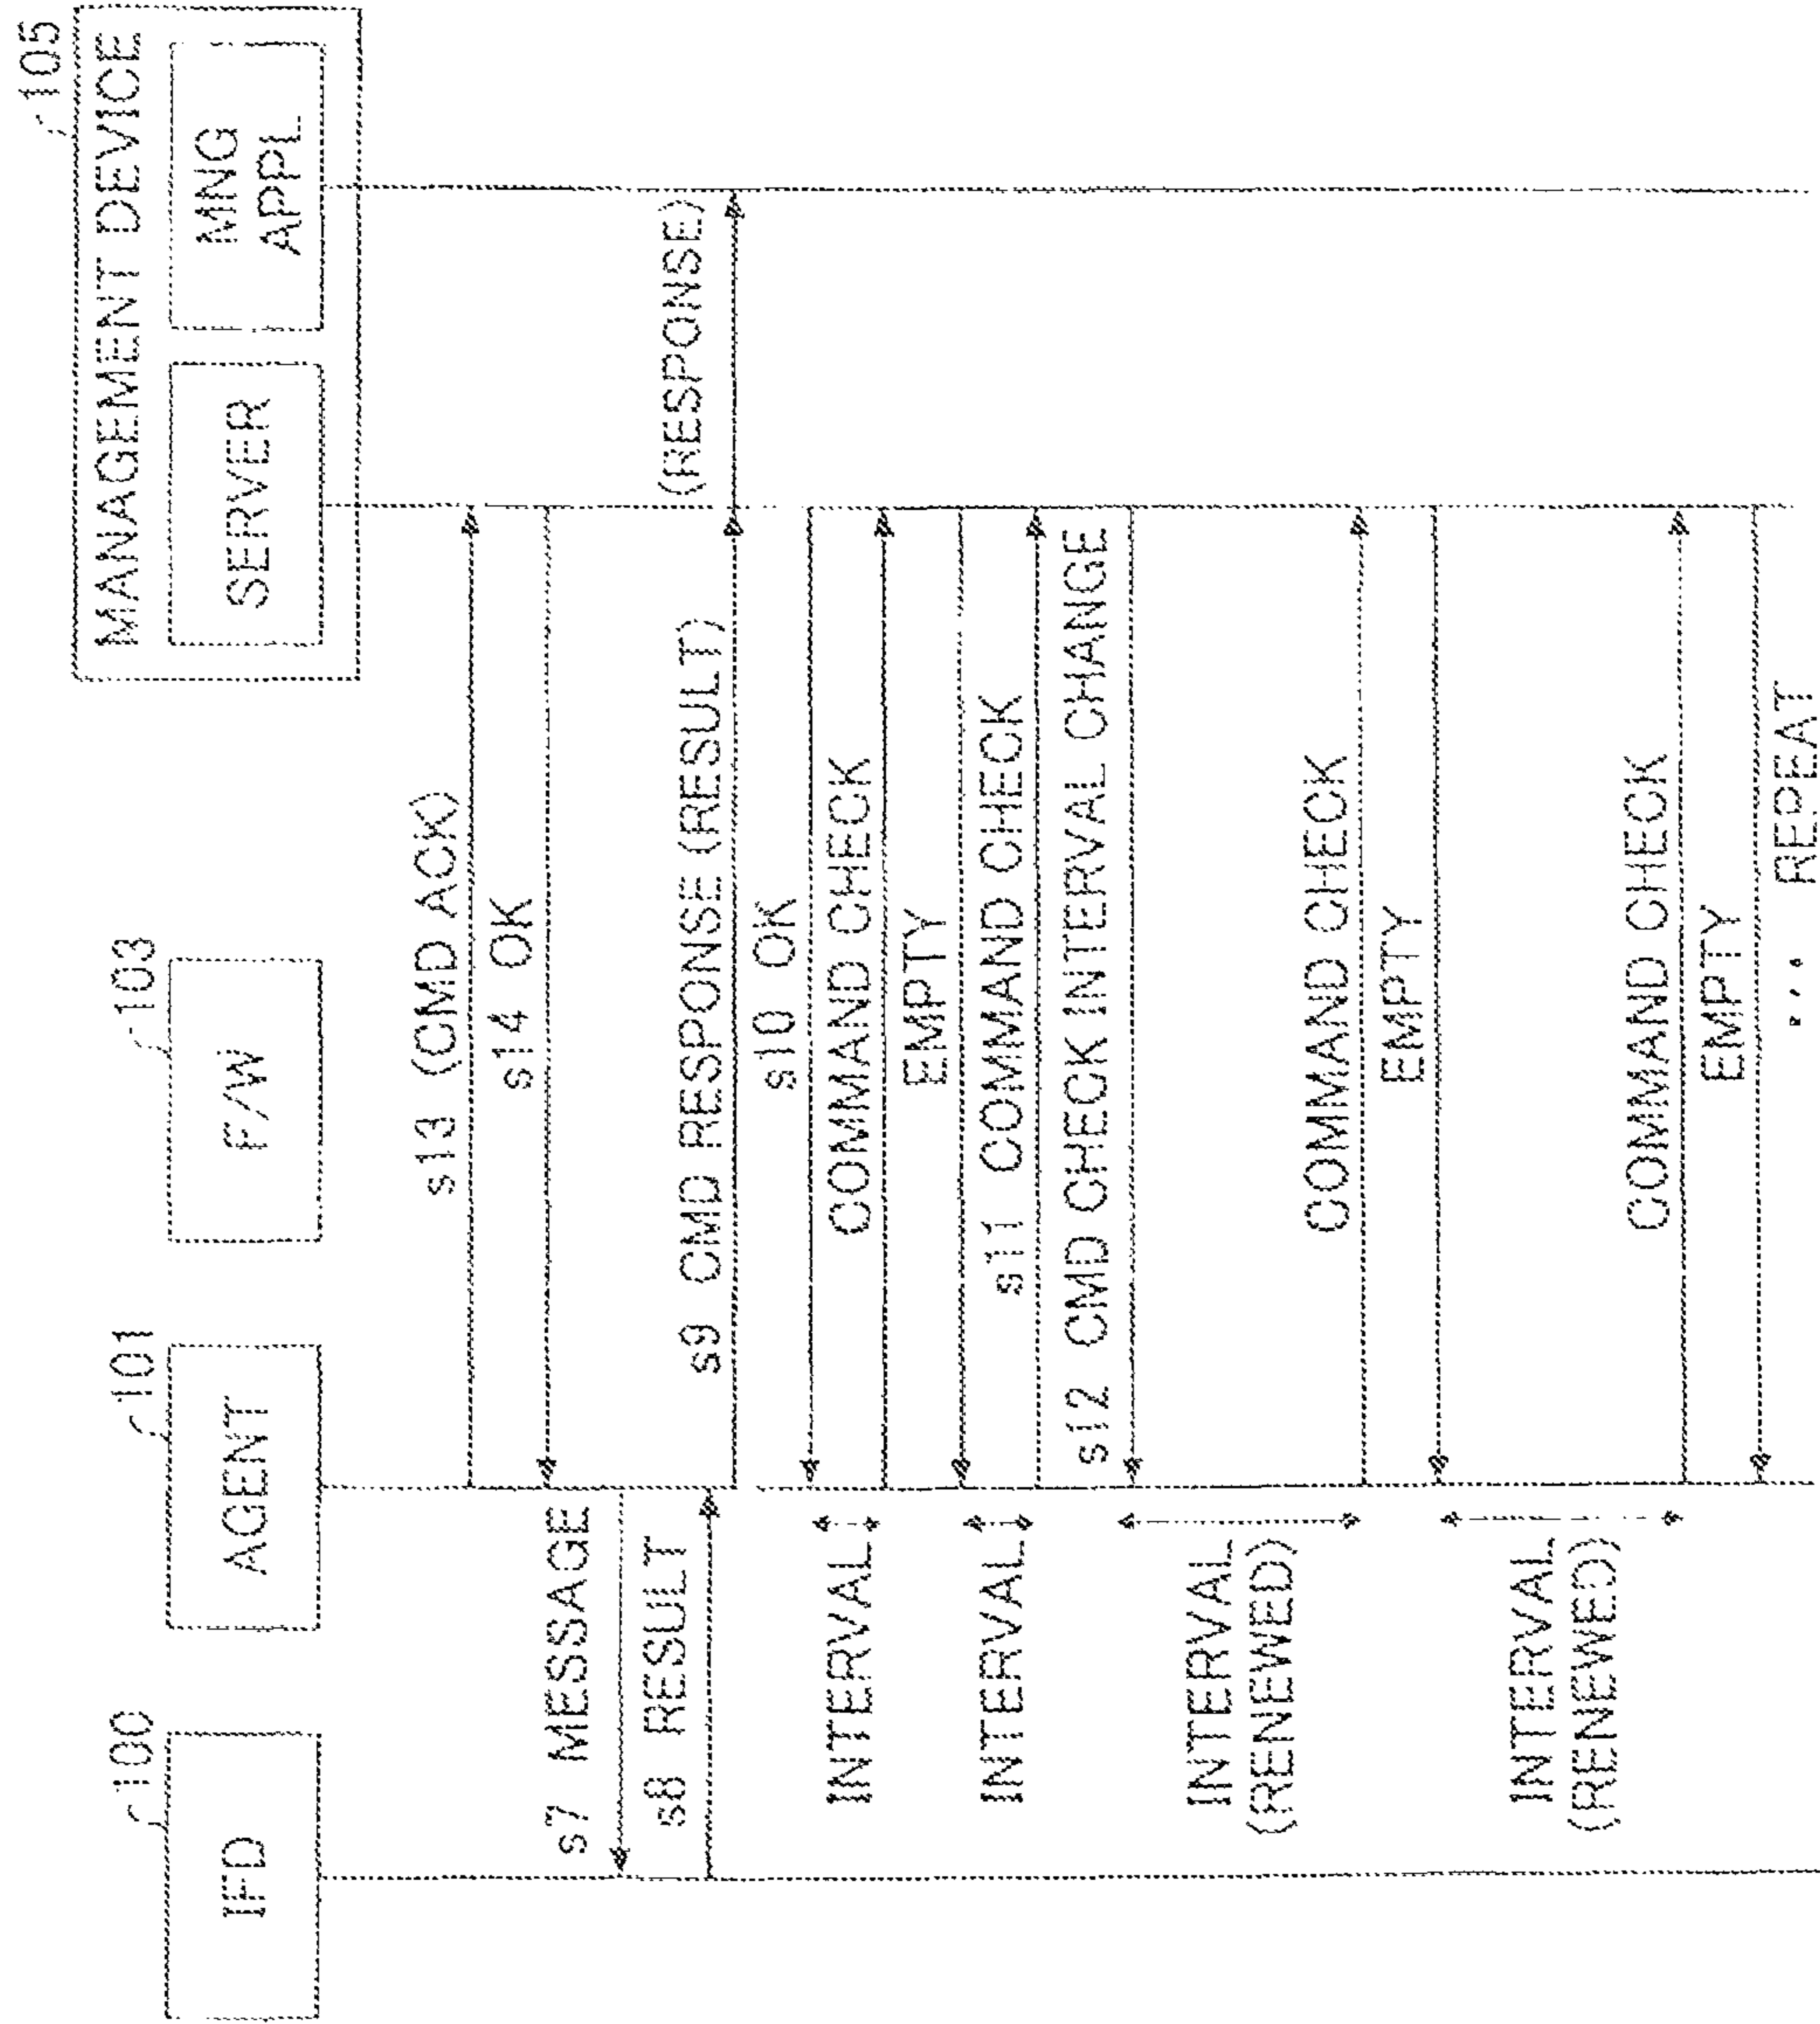 100
IFD
101
AGENT
103
F/W
105
MANAGEMENT DEVICE
SERVER
MNG
APPL
s13 (CMD ACK)
s14 OK
s7 MESSAGE
s8 RESULT
s9 CMD RESPONSE (RESULT)
(RESPONSE)
s10 OK
INTERVAL
COMMAND CHECK
EMPTY
INTERVAL
s11 COMMAND CHECK
s12 CMD CHECK INTERVAL CHANGE
INTERVAL
(RENEWED)
COMMAND CHECK
EMPTY
INTERVAL
(RENEWED)
COMMAND CHECK
EMPTY
... REPEAT